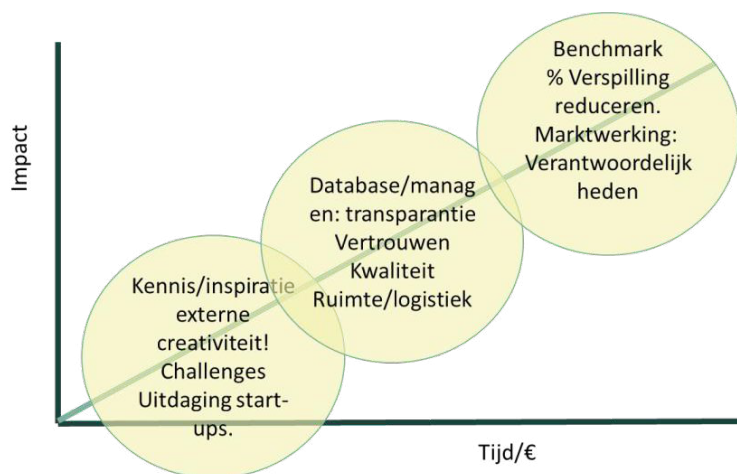 Impact
Benchmark
% Verspilling
reduceren.
Marktwerking:
Verantwoordelijk
heden
Database/manag
en: transparantie
Vertrouwen
Kwaliteit
Ruimte/logistiek
Kennis/inspiratie
externe
creativiteit!
Challenges
Uitdaging start-
ups.
Tijd/€